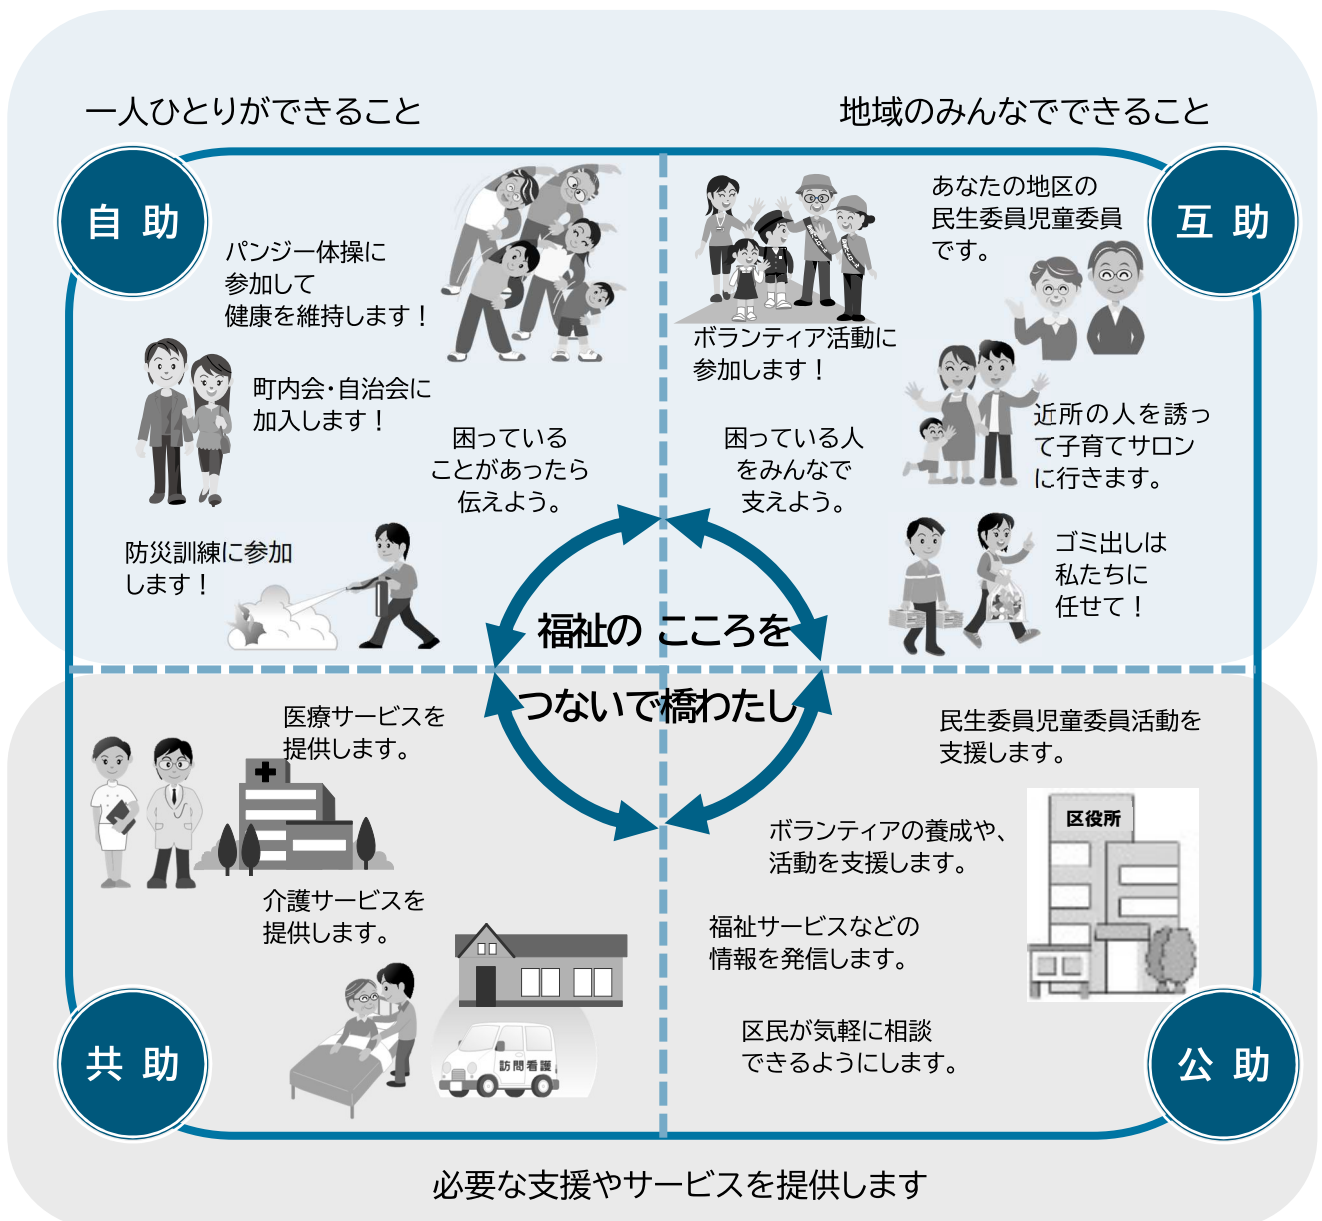 一人ひとりができること
地域のみんなでできること
自助
パンジー体操に
参加して
健康を維持します！
町内会・自治会に
加入します！
困っている
ことがあったら
伝えよう。
防災訓練に参加
します！
互助
あなたの地区の
民生委員児童委員
です。
ボランティア活動に
参加します！
困っている人
をみんなで
支えよう。
近所の人を誘っ
て子育てサロン
に行きます。
ゴミ出しは
私たちに
任せて！
福祉の こころを
つないで橋わたし
医療サービスを
提供します。
介護サービスを
提供します。
訪問看護
共助
民生委員児童委員活動を
支援します。
区役所
ボランティアの養成や、
活動を支援します。
福祉サービスなどの
情報を発信します。
区民が気軽に相談
できるようにします。
公助
必要な支援やサービスを提供します